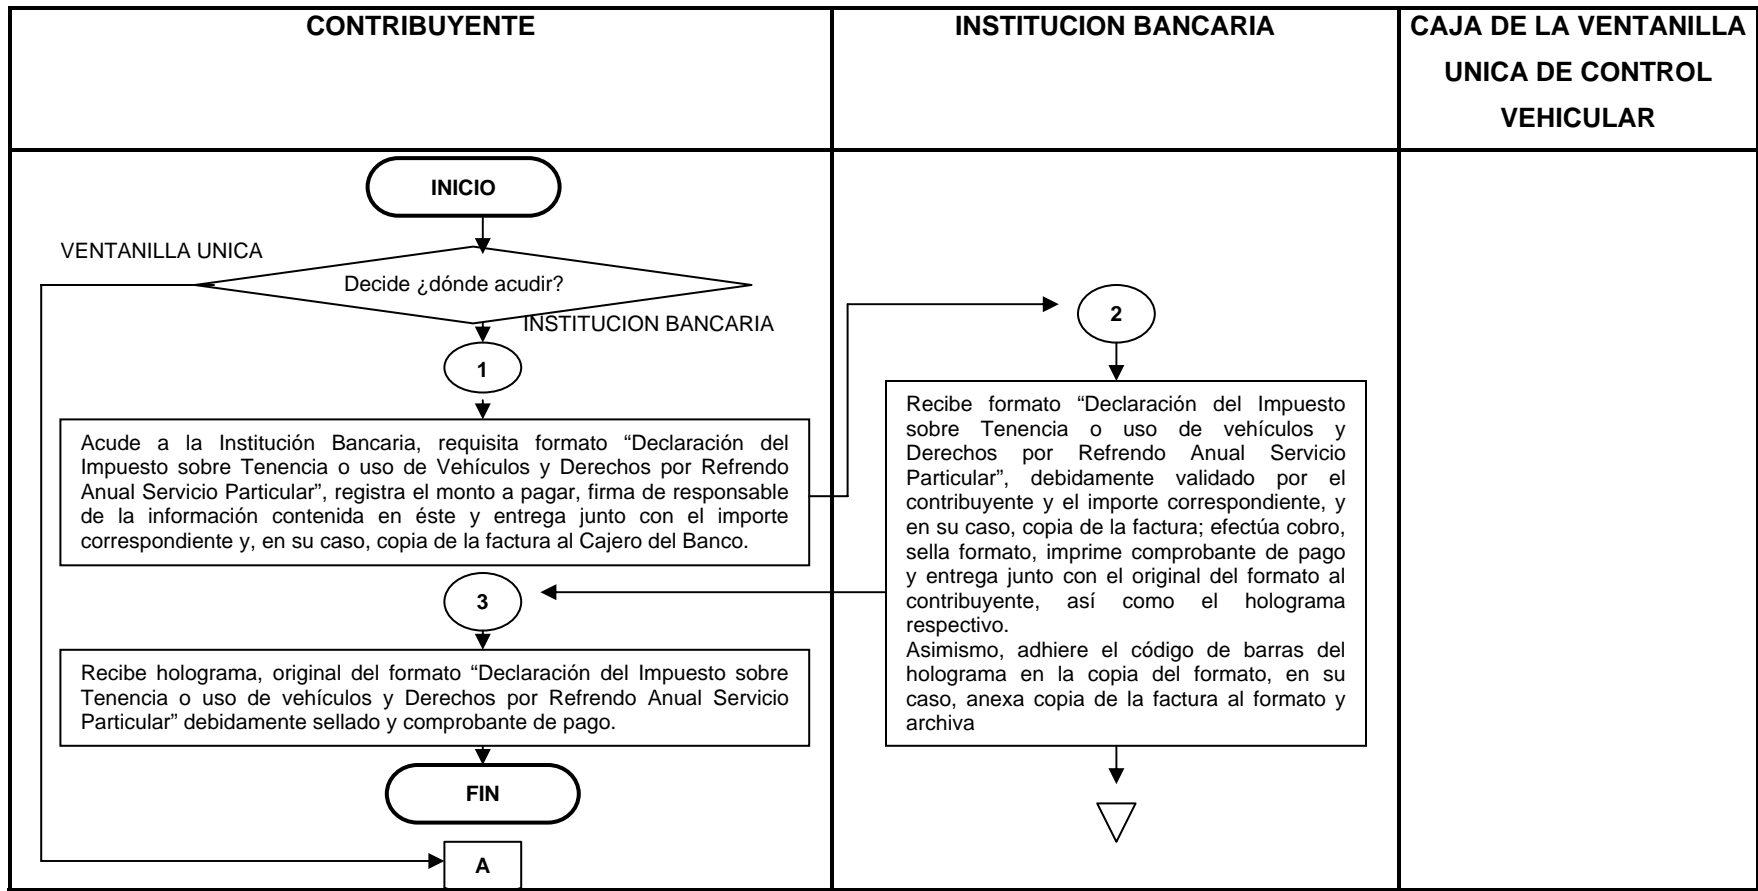 CONTRIBUYENTE
INSTITUCION BANCARIA
CAJA DE LA VENTANILLA
UNICA DE CONTROL
VEHICULAR
INICIO
VENTANILLA UNICA
Decide ¿dónde acudir?
INSTITUCION BANCARIA
1
Acude a la Institución Bancaria, requisita formato “Declaración del
Impuesto sobre Tenencia o uso de Vehículos y Derechos por Refrendo
Anual Servicio Particular”, registra el monto a pagar, firma de responsable
de la información contenida en éste y entrega junto con el importe
correspondiente y, en su caso, copia de la factura al Cajero del Banco.
2
Recibe formato “Declaración del Impuesto
sobre Tenencia o uso de vehículos y
Derechos por Refrendo Anual Servicio
Particular”, debidamente validado por el
contribuyente y el importe correspondiente, y
en su caso, copia de la factura; efectúa cobro,
sella formato, imprime comprobante de pago
y entrega junto con el original del formato al
contribuyente, así como el holograma
respectivo.
Asimismo, adhiere el código de barras del
holograma en la copia del formato, en su
caso, anexa copia de la factura al formato y
archiva
3
Recibe holograma, original del formato “Declaración del Impuesto sobre
Tenencia o uso de vehículos y Derechos por Refrendo Anual Servicio
Particular” debidamente sellado y comprobante de pago.
FIN
A